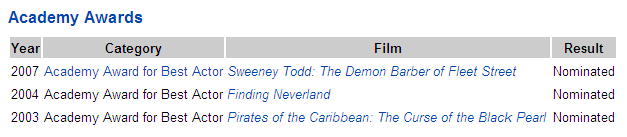 Academy Awards
Year Category Film Result
2007 Academy Award for Best Actor Sweeney Todd: The Demon Barber of Fleet Street Nominated
2004 Academy Award for Best Actor Finding Neverland Nominated
2003 Academy Award for Best Actor Pirates of the Caribbean: The Curse of the Black Pearl Nominated